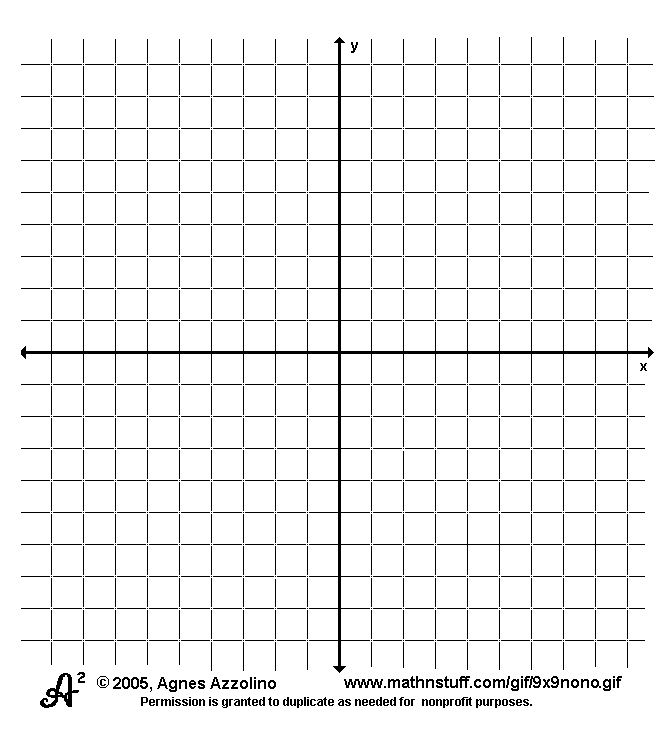 y
x
A²
© 2005, Agnes Azzolino www.mathnstuff.com/gif/9x9nono.gif
Permission is granted to duplicate as needed for nonprofit purposes.